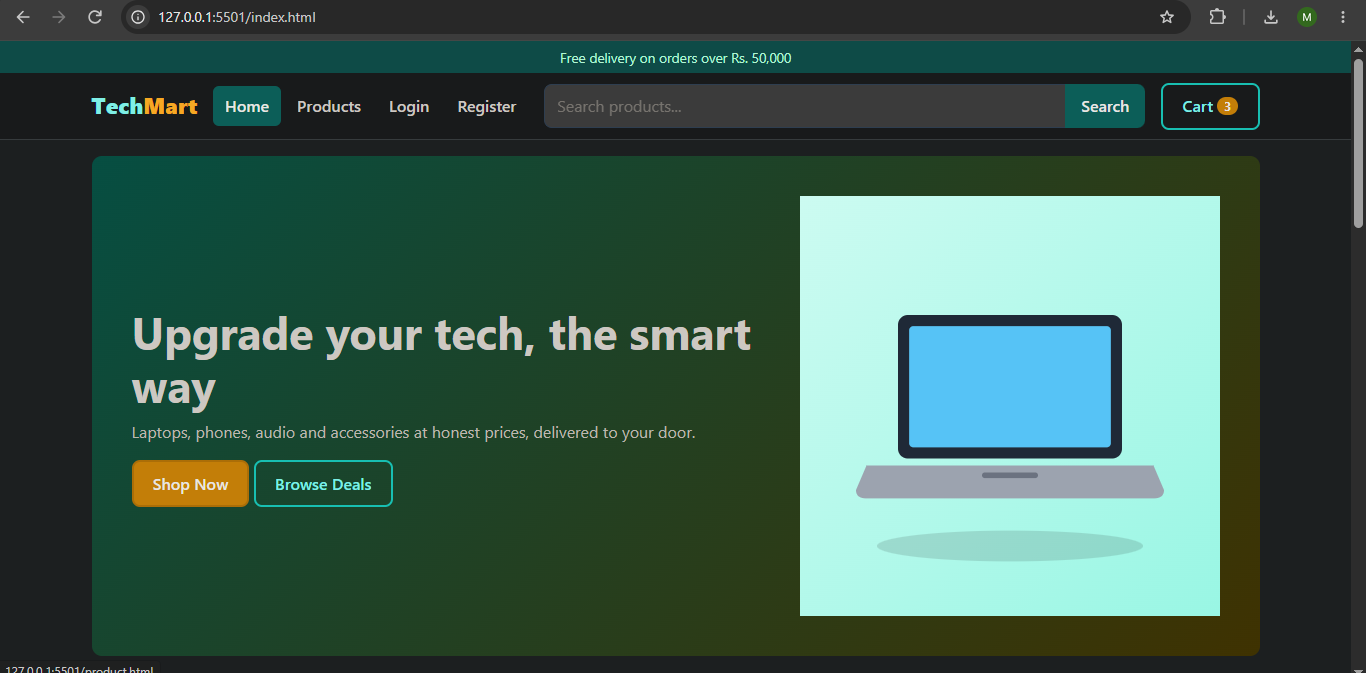 127.0.0.1:5501/index.html
M
Free delivery on orders over Rs. 50,000
TechMart Home Products Login Register Search products... Search Cart 3
Upgrade your tech, the smart
way
Laptops, phones, audio and accessories at honest prices, delivered to your door.
Shop Now Browse Deals
127.0.0.1:5501/product.html